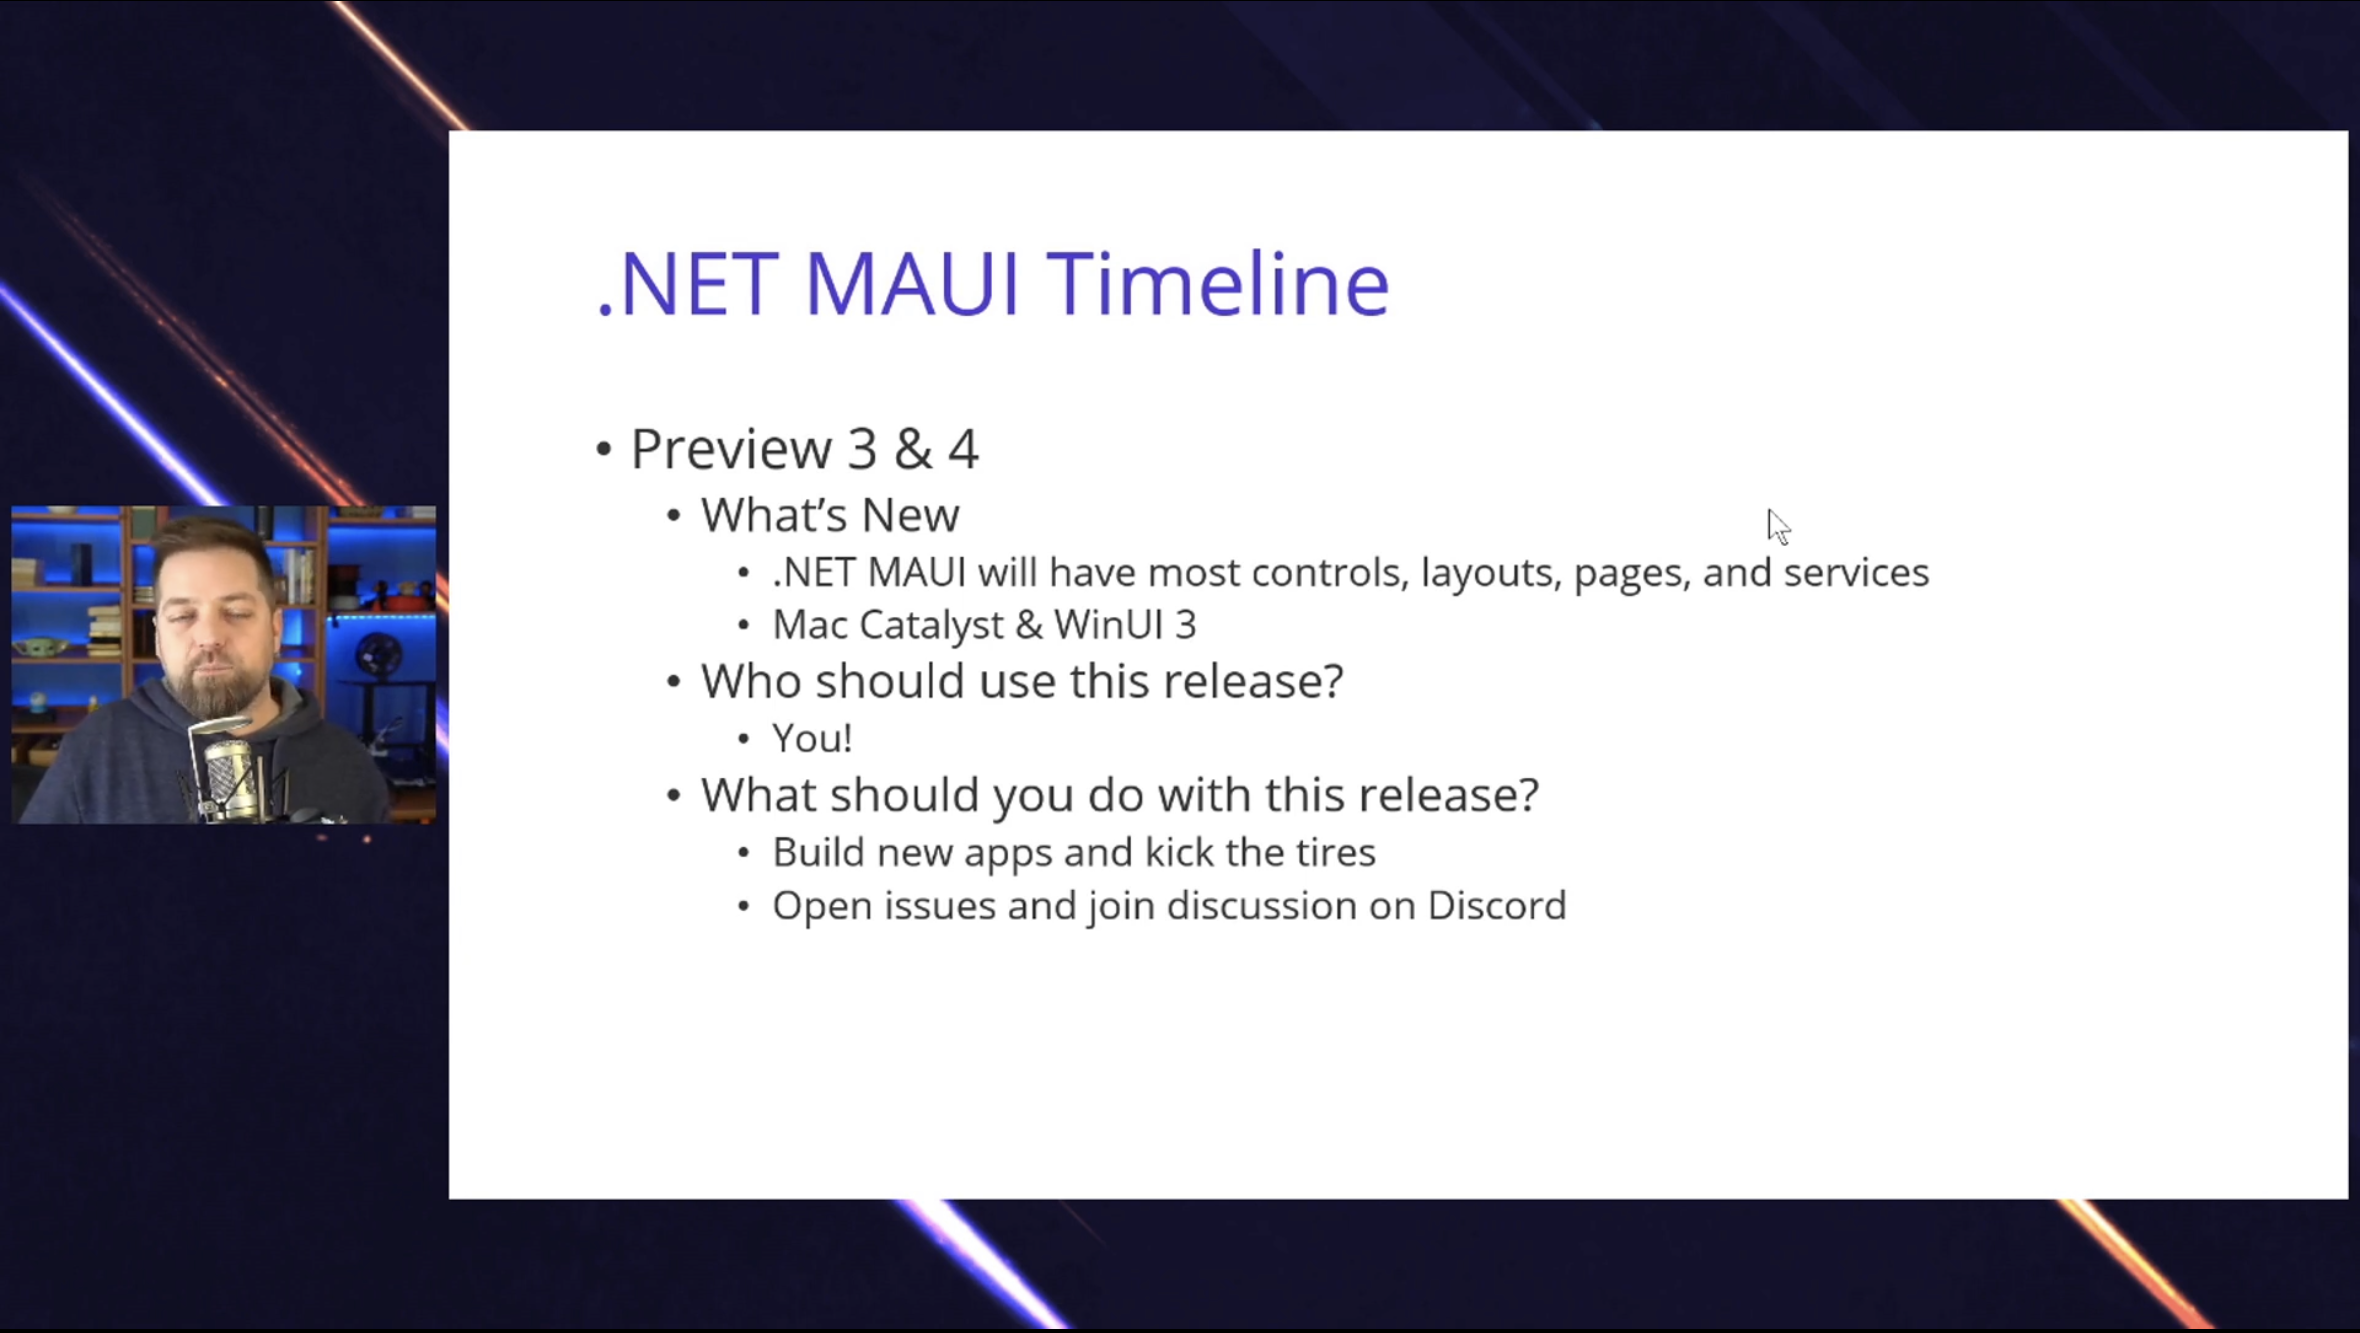 .NET MAUI Timeline
• Preview 3 & 4
• What’s New
• .NET MAUI will have most controls, layouts, pages, and services
• Mac Catalyst & WinUI 3
• Who should use this release?
• You!
• What should you do with this release?
• Build new apps and kick the tires
• Open issues and join discussion on Discord